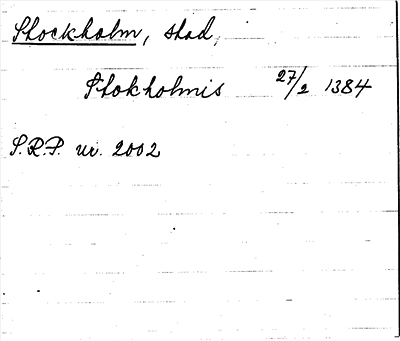 Stockholm, stad,
Stokholmis 27/2 1384
S.R.P. nr. 2002